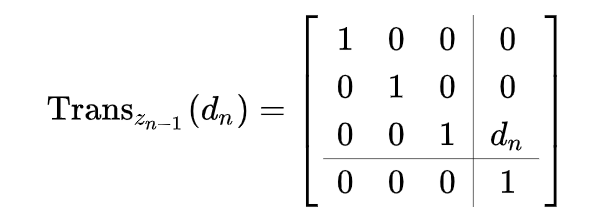 1 0 0 0
0 1 0 0
Trans_{z_{n-1}}(d_n) =
0 0 1 d_n
0 0 0 1